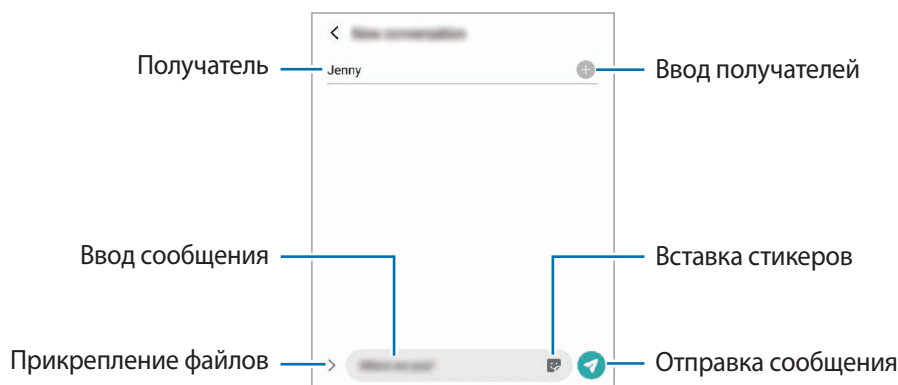 Получатель
Jenny
Ввод получателей
Ввод сообщения
Вставка стикеров
Прикрепление файлов
Отправка сообщения